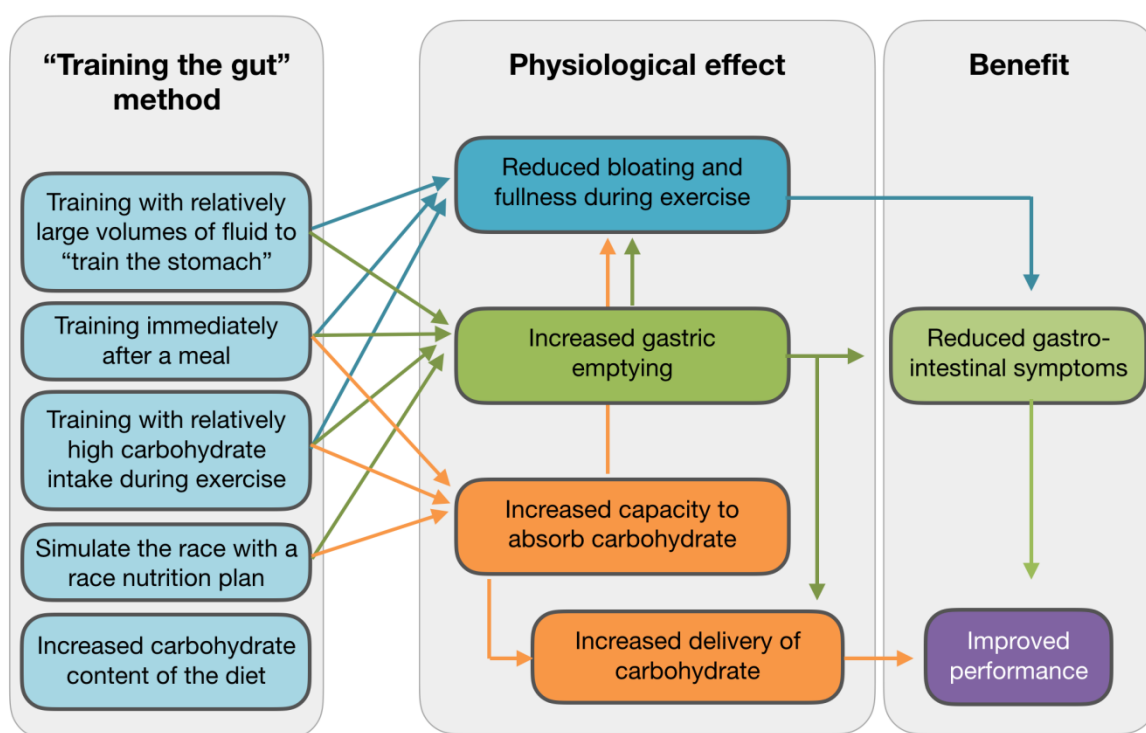 “Training the gut”
method
Training with relatively
large volumes of fluid to
“train the stomach”
Training immediately
after a meal
Training with relatively
high carbohydrate
intake during exercise
Simulate the race with a
race nutrition plan
Increased carbohydrate
content of the diet
Physiological effect
Reduced bloating and
fullness during exercise
Increased gastric
emptying
Increased capacity to
absorb carbohydrate
Increased delivery of
carbohydrate
Benefit
Reduced gastro-
intestinal symptoms
Improved
performance